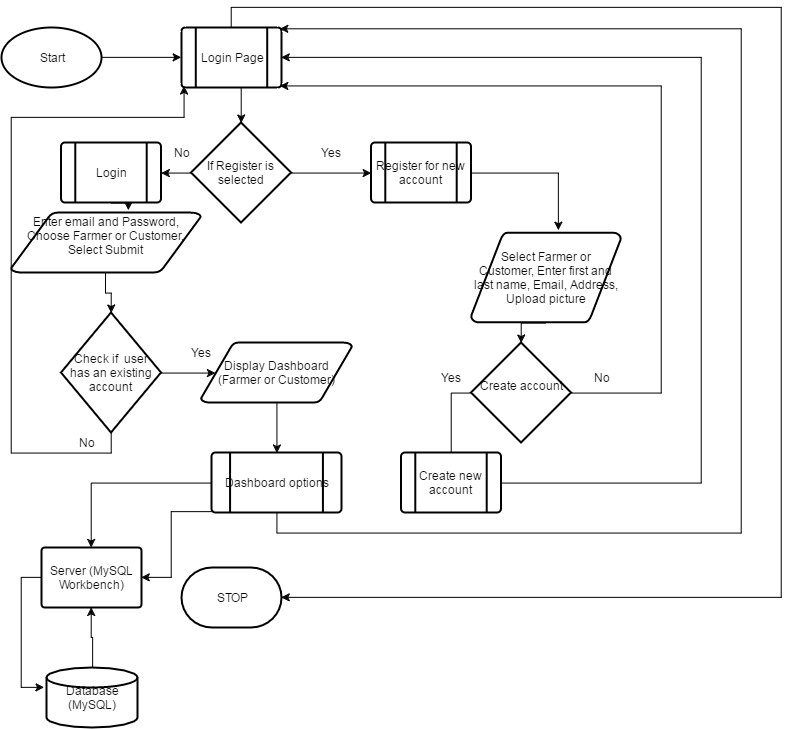 Start
Login Page
No
Yes
Login
If Register is
selected
Register for new
account
Enter email and Password,
Choose Farmer or Customer,
Select Submit
Select Farmer or
Customer, Enter first and
last name, Email, Address,
Upload picture
Check if user
has an existing
account
Yes
Display Dashboard
(Farmer or Customer)
Yes
Create account
No
No
Dashboard options
Create new
account
Server (MySQL
Workbench)
STOP
Database
(MySQL)